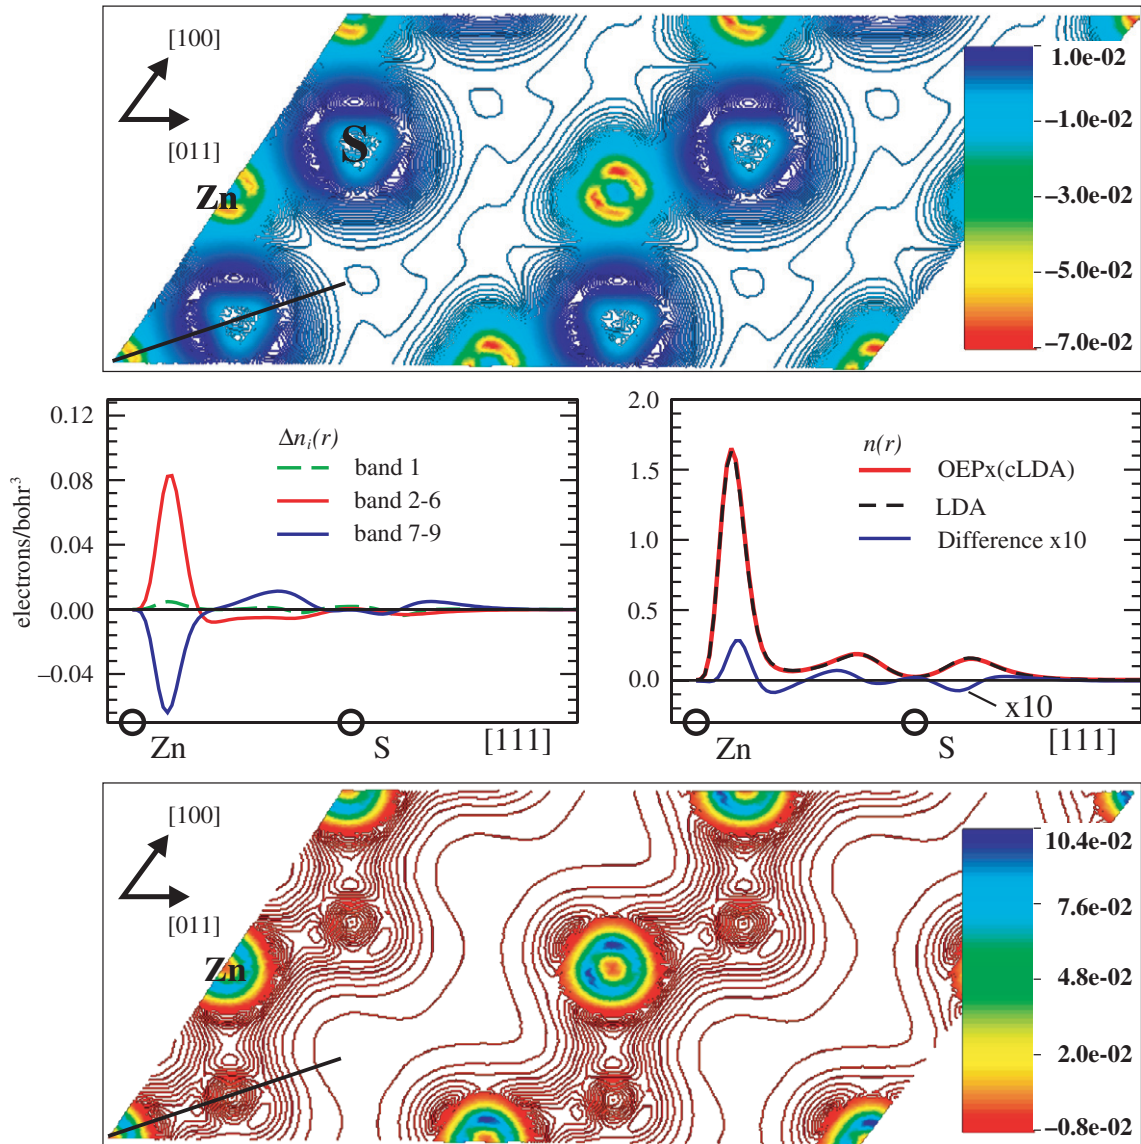 [100]
[011]
S
Zn
1.0e-02
-1.0e-02
-3.0e-02
-5.0e-02
-7.0e-02
electrons/bohr³
0.12
0.08
0.04
0.00
-0.04
Δnᵢ(r)
band 1
band 2-6
band 7-9
Zn
S
[111]
2.0
1.5
1.0
0.5
0.0
n(r)
OEPx(cLDA)
LDA
Difference x10
x10
Zn
S
[111]
[100]
[011]
Zn
10.4e-02
7.6e-02
4.8e-02
2.0e-02
-0.8e-02